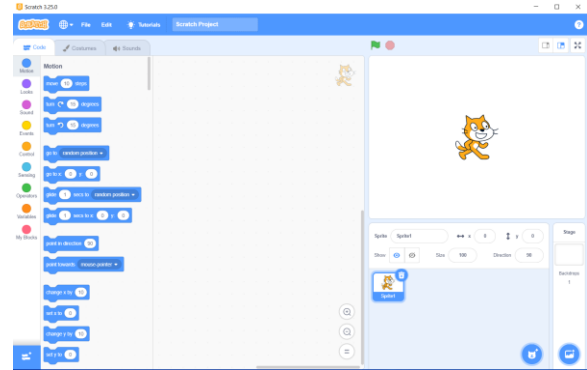 Scratch 3.25.0
SCRATCH File Edit Tutorials Scratch Project
Code Costumes Sounds
Motion
Looks
Sound
Events
Control
Sensing
Operators
Variables
My Blocks
Motion
move 10 steps
turn 15 degrees
turn 15 degrees
go to random position
go to x: 0 y: 0
glide 1 secs to random position
glide 1 secs to x: 0 y: 0
point in direction 90
point towards mouse-pointer
change x by 10
set x to 0
change y by 10
set y to 0
Sprite Sprite1 x 0 y 0
Show Size 100 Direction 90
Sprite1
Stage
Backdrops
1